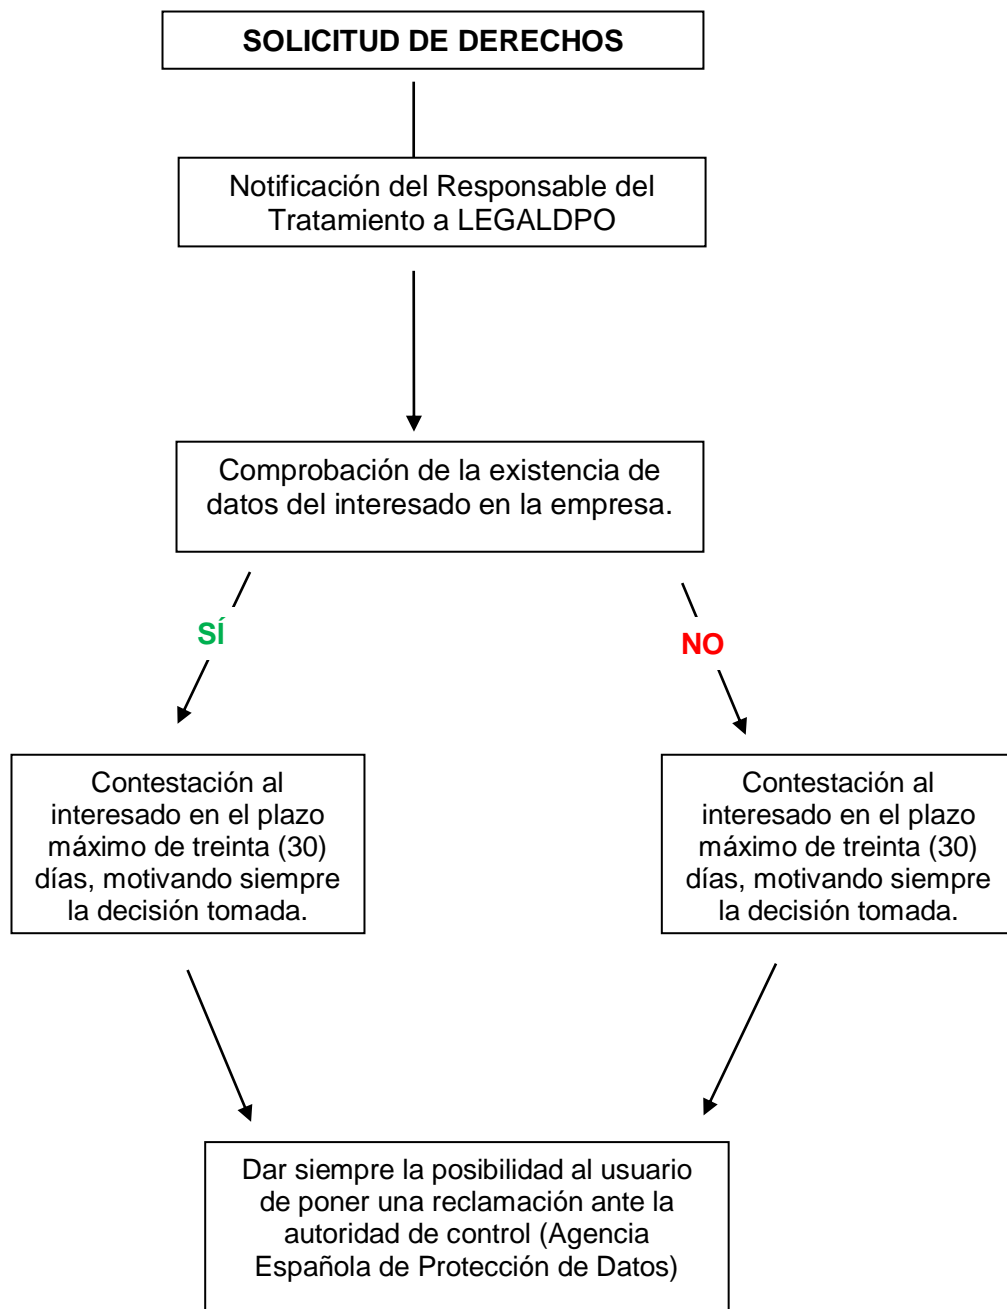 SOLICITUD DE DERECHOS
Notificación del Responsable del
Tratamiento a LEGALDPO
Comprobación de la existencia de
datos del interesado en la empresa.
SÍ
NO
Contestación al
interesado en el plazo
máximo de treinta (30)
días, motivando siempre
la decisión tomada.
Contestación al
interesado en el plazo
máximo de treinta (30)
días, motivando siempre
la decisión tomada.
Dar siempre la posibilidad al usuario
de poner una reclamación ante la
autoridad de control (Agencia
Española de Protección de Datos)